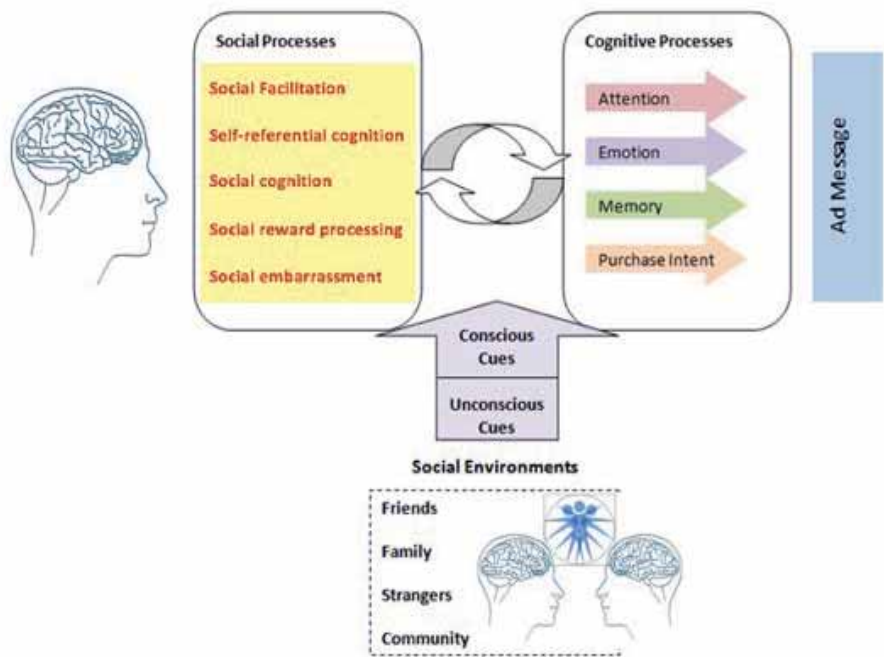 Social Processes
Social Facilitation
Self-referential cognition
Social cognition
Social reward processing
Social embarrassment
Cognitive Processes
Attention
Emotion
Memory
Purchase Intent
Ad Message
Conscious
Cues
Unconscious
Cues
Social Environments
Friends
Family
Strangers
Community